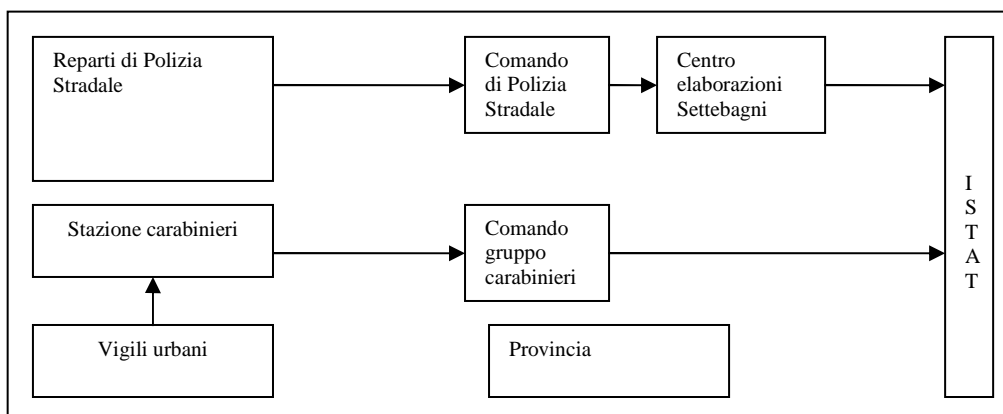 Reparti di Polizia
Stradale
Comando
di Polizia
Stradale
Centro
elaborazioni
Settebagni
I
S
T
A
T
Stazione carabinieri
Comando
gruppo
carabinieri
Vigili urbani
Provincia